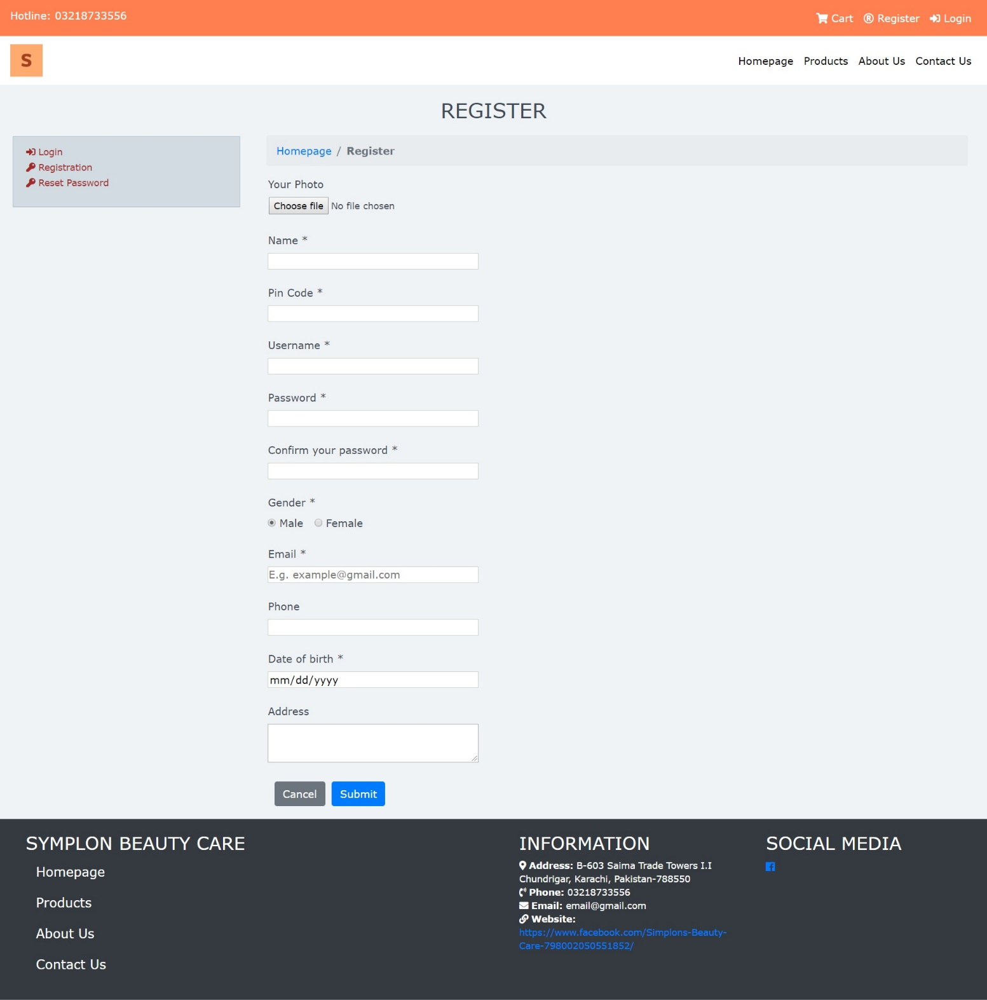 Hotline: 03218733556
Cart Register Login
S
Homepage Products About Us Contact Us
REGISTER
Login
Registration
Reset Password
Homepage / Register
Your Photo
Choose file No file chosen
Name *
Pin Code *
Username *
Password *
Confirm your password *
Gender *
Male Female
Email *
E.g. example@gmail.com
Phone
Date of birth *
mm/dd/yyyy
Address
Cancel Submit
SYMPLON BEAUTY CARE
Homepage
Products
About Us
Contact Us
INFORMATION
Address: B-603 Saima Trade Towers I.I
Chundrigar, Karachi, Pakistan-788550
Phone: 03218733556
Email: email@gmail.com
Website:
https://www.facebook.com/Simplons-Beauty-
Care-798002050551852/
SOCIAL MEDIA